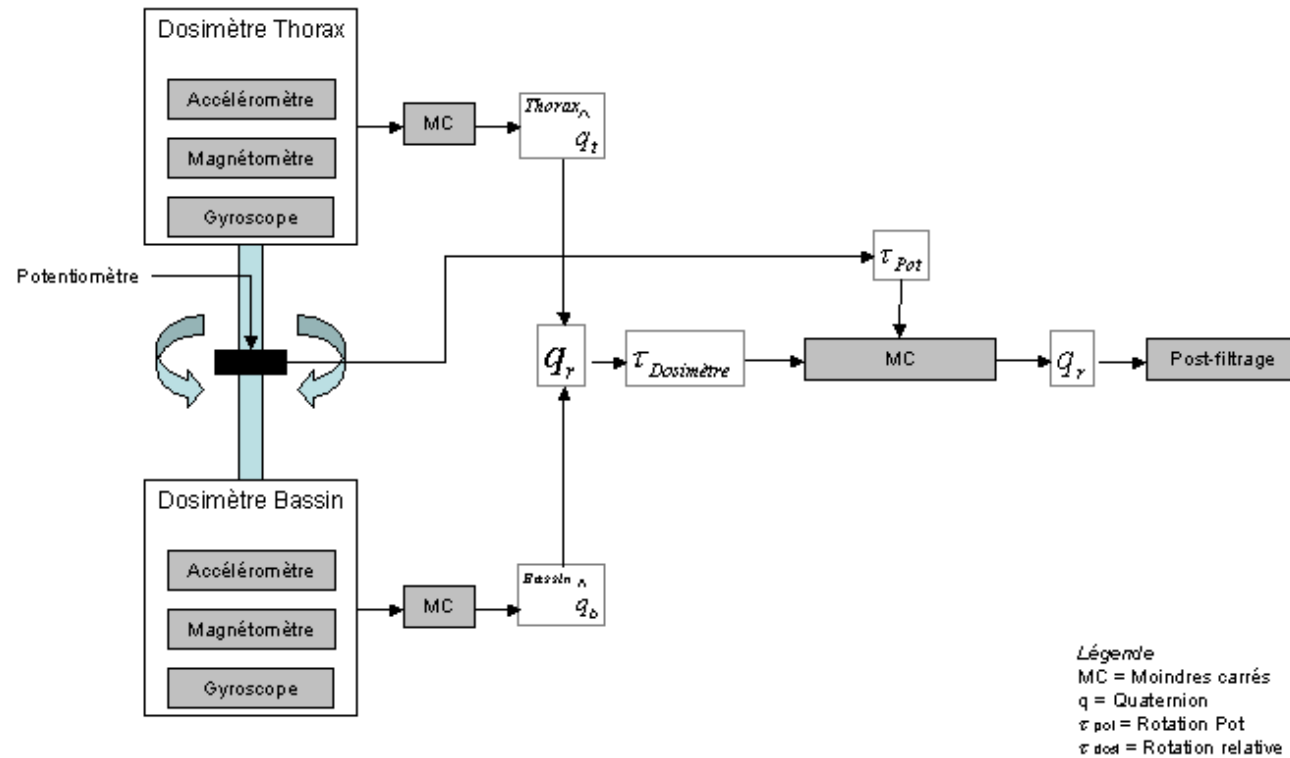 Dosimètre Thorax
Accéléromètre
Magnétomètre
Gyroscope
MC
Thorax^
q t
Potentiomètre
τ Pot
q r
τ Dosimètre
MC
q r
Post-filtrage
Dosimètre Bassin
Accéléromètre
Magnétomètre
Gyroscope
MC
Bassin ^
q b
Légende
MC = Moindres carrés
q = Quaternion
τ pot = Rotation Pot
τ dosi = Rotation relative